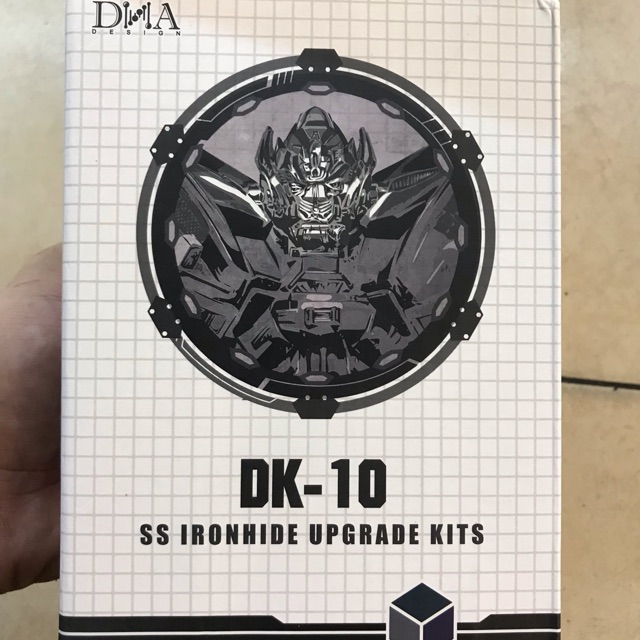 DNA
DESIGN
DK-10
SS IRONHIDE UPGRADE KITS